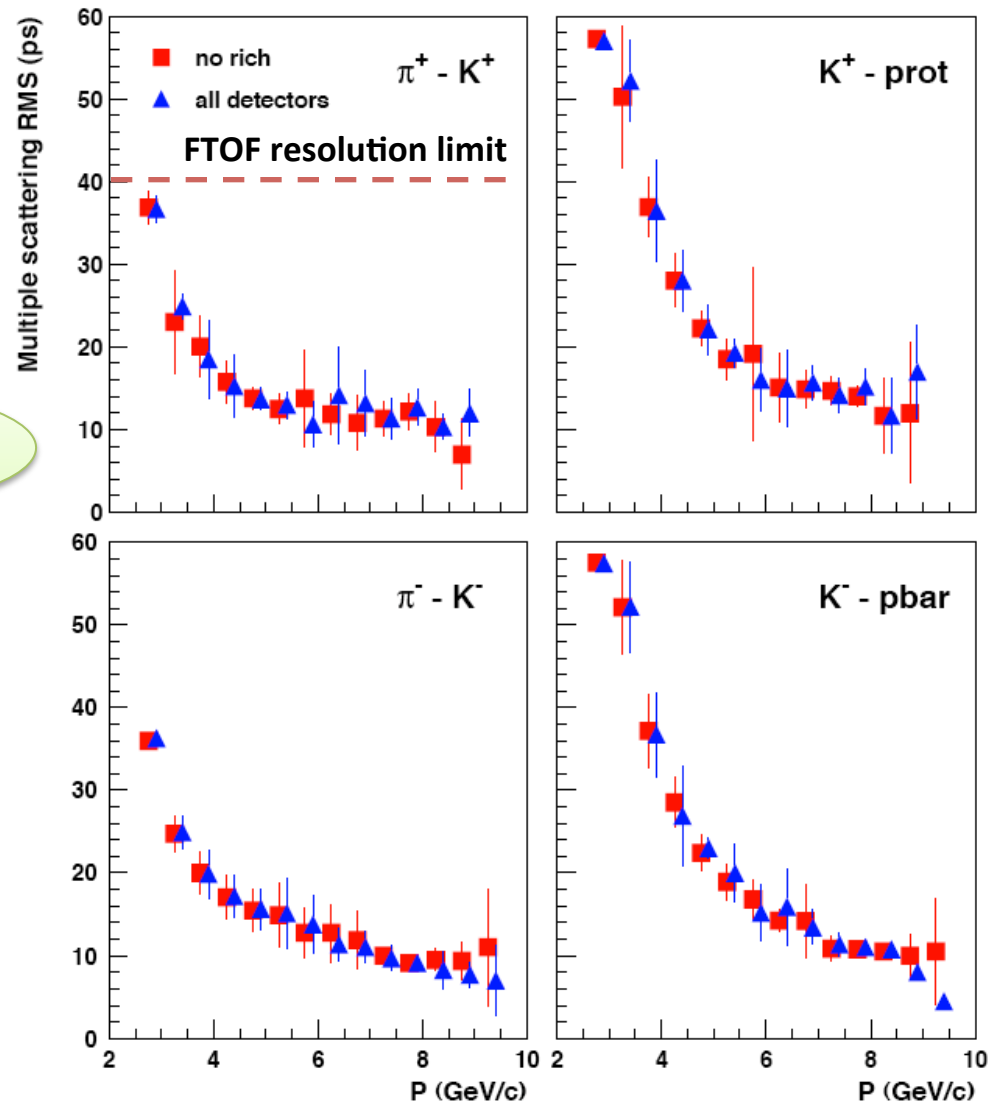 Multiple scattering RMS (ps)
60
50
40
30
20
10
0
no rich
all detectors
π⁺ - K⁺
FTOF resolution limit
K⁺ - prot
60
50
40
30
20
10
0
π⁻ - K⁻
K⁻ - pbar
2 4 6 8 10
P (GeV/c)
2 4 6 8 10
P (GeV/c)